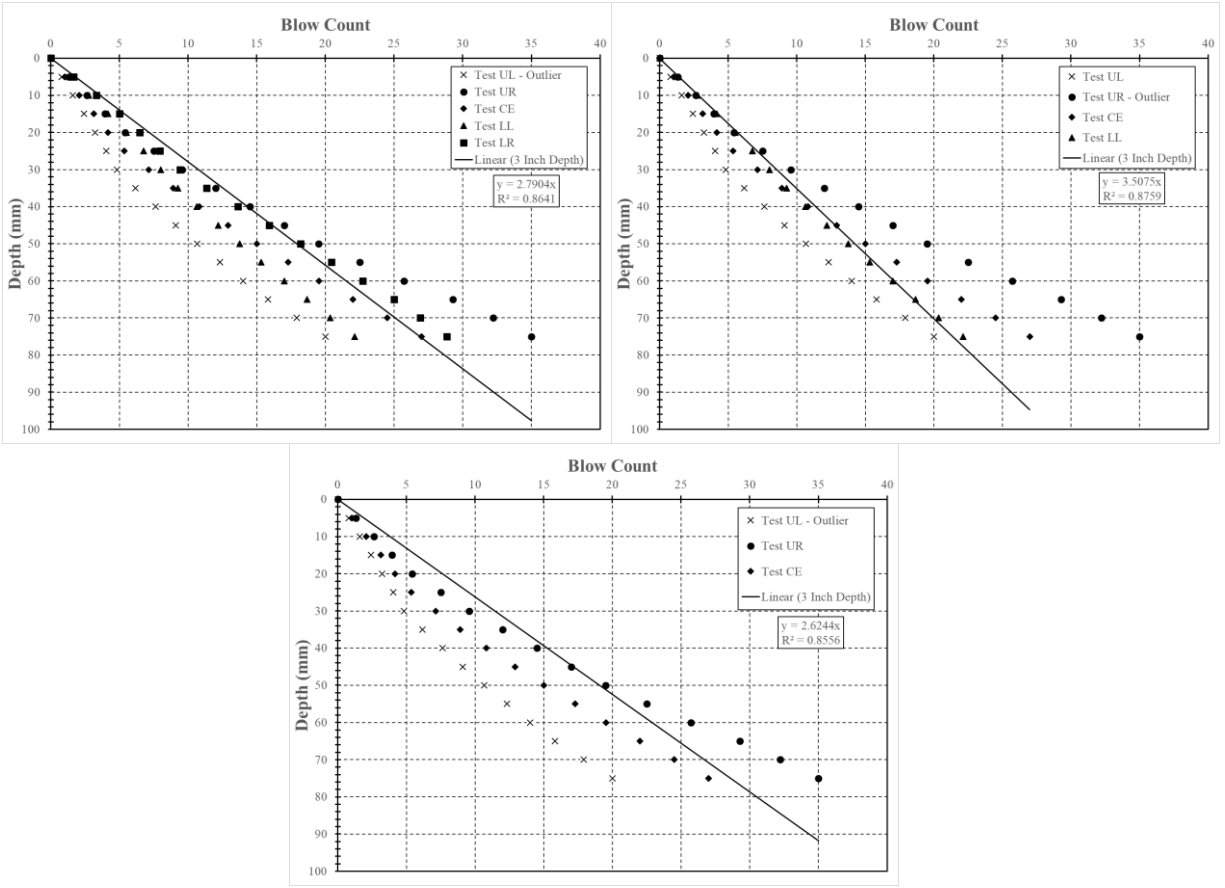 Blow Count
0 5 10 15 20 25 30 35 40
0
10
20
30
40
50
60
70
80
90
100
Depth (mm)
Test UL - Outlier
Test UR
Test CE
Test LL
Test LR
Linear (3 Inch Depth)
y = 2.7904x
R² = 0.8641
Blow Count
0 5 10 15 20 25 30 35 40
0
10
20
30
40
50
60
70
80
90
100
Depth (mm)
Test UL
Test UR - Outlier
Test CE
Test LL
Linear (3 Inch Depth)
y = 3.5075x
R² = 0.8759
Blow Count
0 5 10 15 20 25 30 35 40
0
10
20
30
40
50
60
70
80
90
100
Depth (mm)
Test UL - Outlier
Test UR
Test CE
Linear (3 Inch Depth)
y = 2.6244x
R² = 0.8556